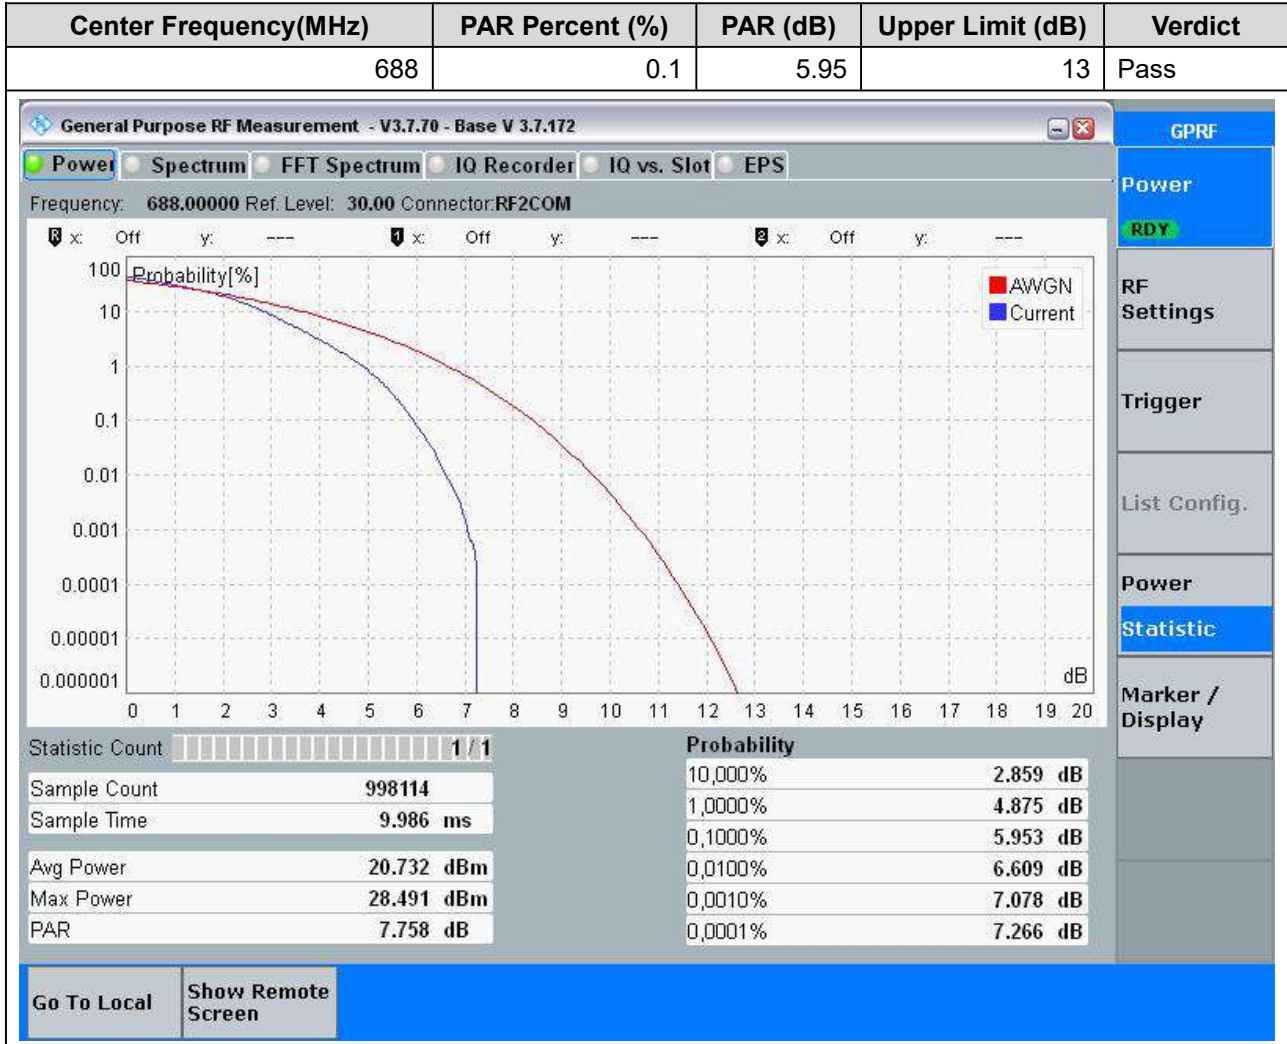 Center Frequency(MHz) PAR Percent (%) PAR (dB) Upper Limit (dB) Verdict
688 0.1 5.95 13 Pass
General Purpose RF Measurement - V3.7.70 - Base V 3.7.172
GPRF
Power Spectrum FFT Spectrum IQ Recorder IQ vs. Slot EPS
Frequency: 688.00000 Ref. Level: 30.00 Connector:RF2COM
R x: Off y: --- 1 x: Off y: --- 2 x: Off y: ---
Probability[%]
AWGN
Current
100
10
1
0.1
0.01
0.001
0.0001
0.00001
0.000001
dB
0 1 2 3 4 5 6 7 8 9 10 11 12 13 14 15 16 17 18 19 20
Statistic Count 1 / 1
Sample Count 998114
Sample Time 9.986 ms
Avg Power 20.732 dBm
Max Power 28.491 dBm
PAR 7.758 dB
Probability
10,000% 2.859 dB
1,0000% 4.875 dB
0,1000% 5.953 dB
0,0100% 6.609 dB
0,0010% 7.078 dB
0,0001% 7.266 dB
Power
RDY
RF
Settings
Trigger
List Config.
Power
Statistic
Marker /
Display
Go To Local
Show Remote
Screen